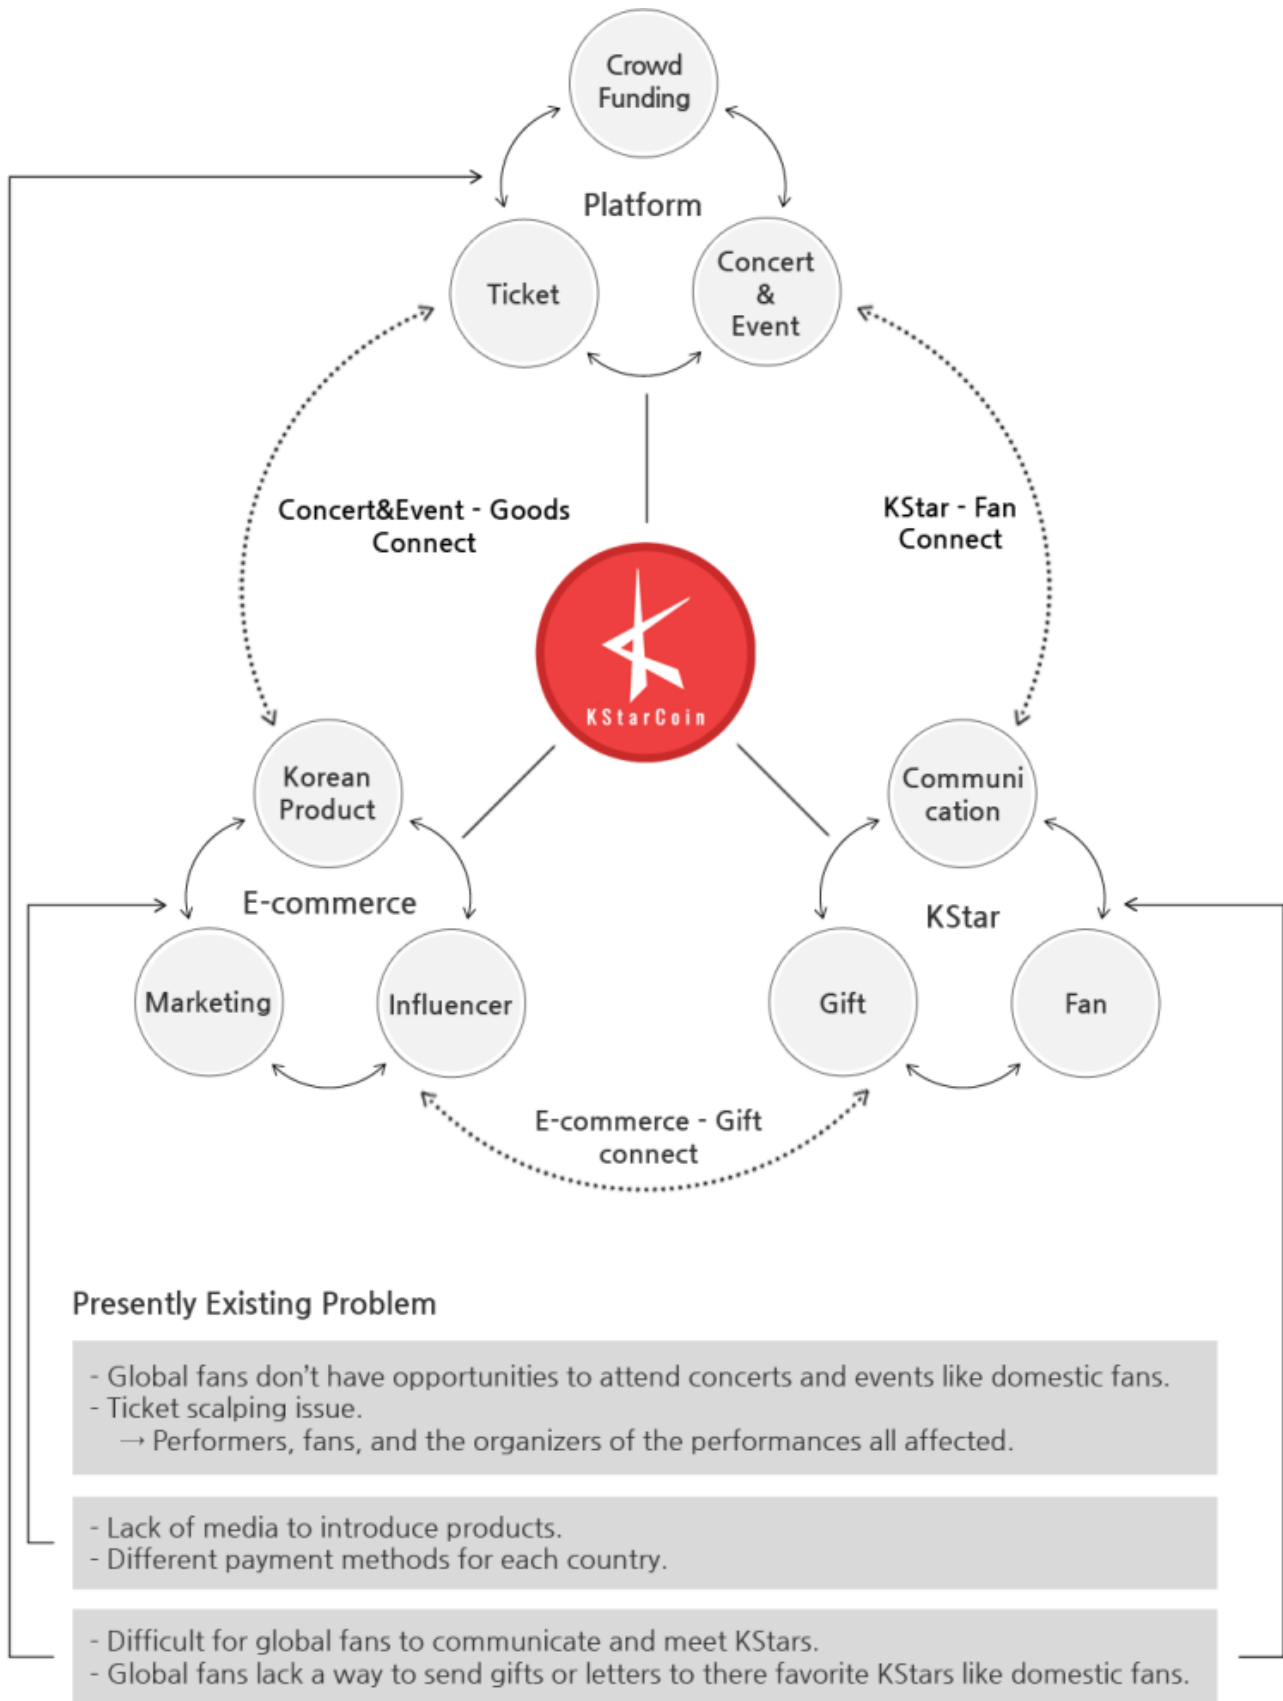 Crowd
Funding
Platform
Ticket
Concert
&
Event
Concert&Event - Goods
Connect
KStar - Fan
Connect
KStarCoin
Korean
Product
E-commerce
Marketing
Influencer
Communi
cation
KStar
Gift
Fan
E-commerce - Gift
connect
Presently Existing Problem
- Global fans don't have opportunities to attend concerts and events like domestic fans.
- Ticket scalping issue.
→ Performers, fans, and the organizers of the performances all affected.
- Lack of media to introduce products.
- Different payment methods for each country.
- Difficult for global fans to communicate and meet KStars.
- Global fans lack a way to send gifts or letters to there favorite KStars like domestic fans.